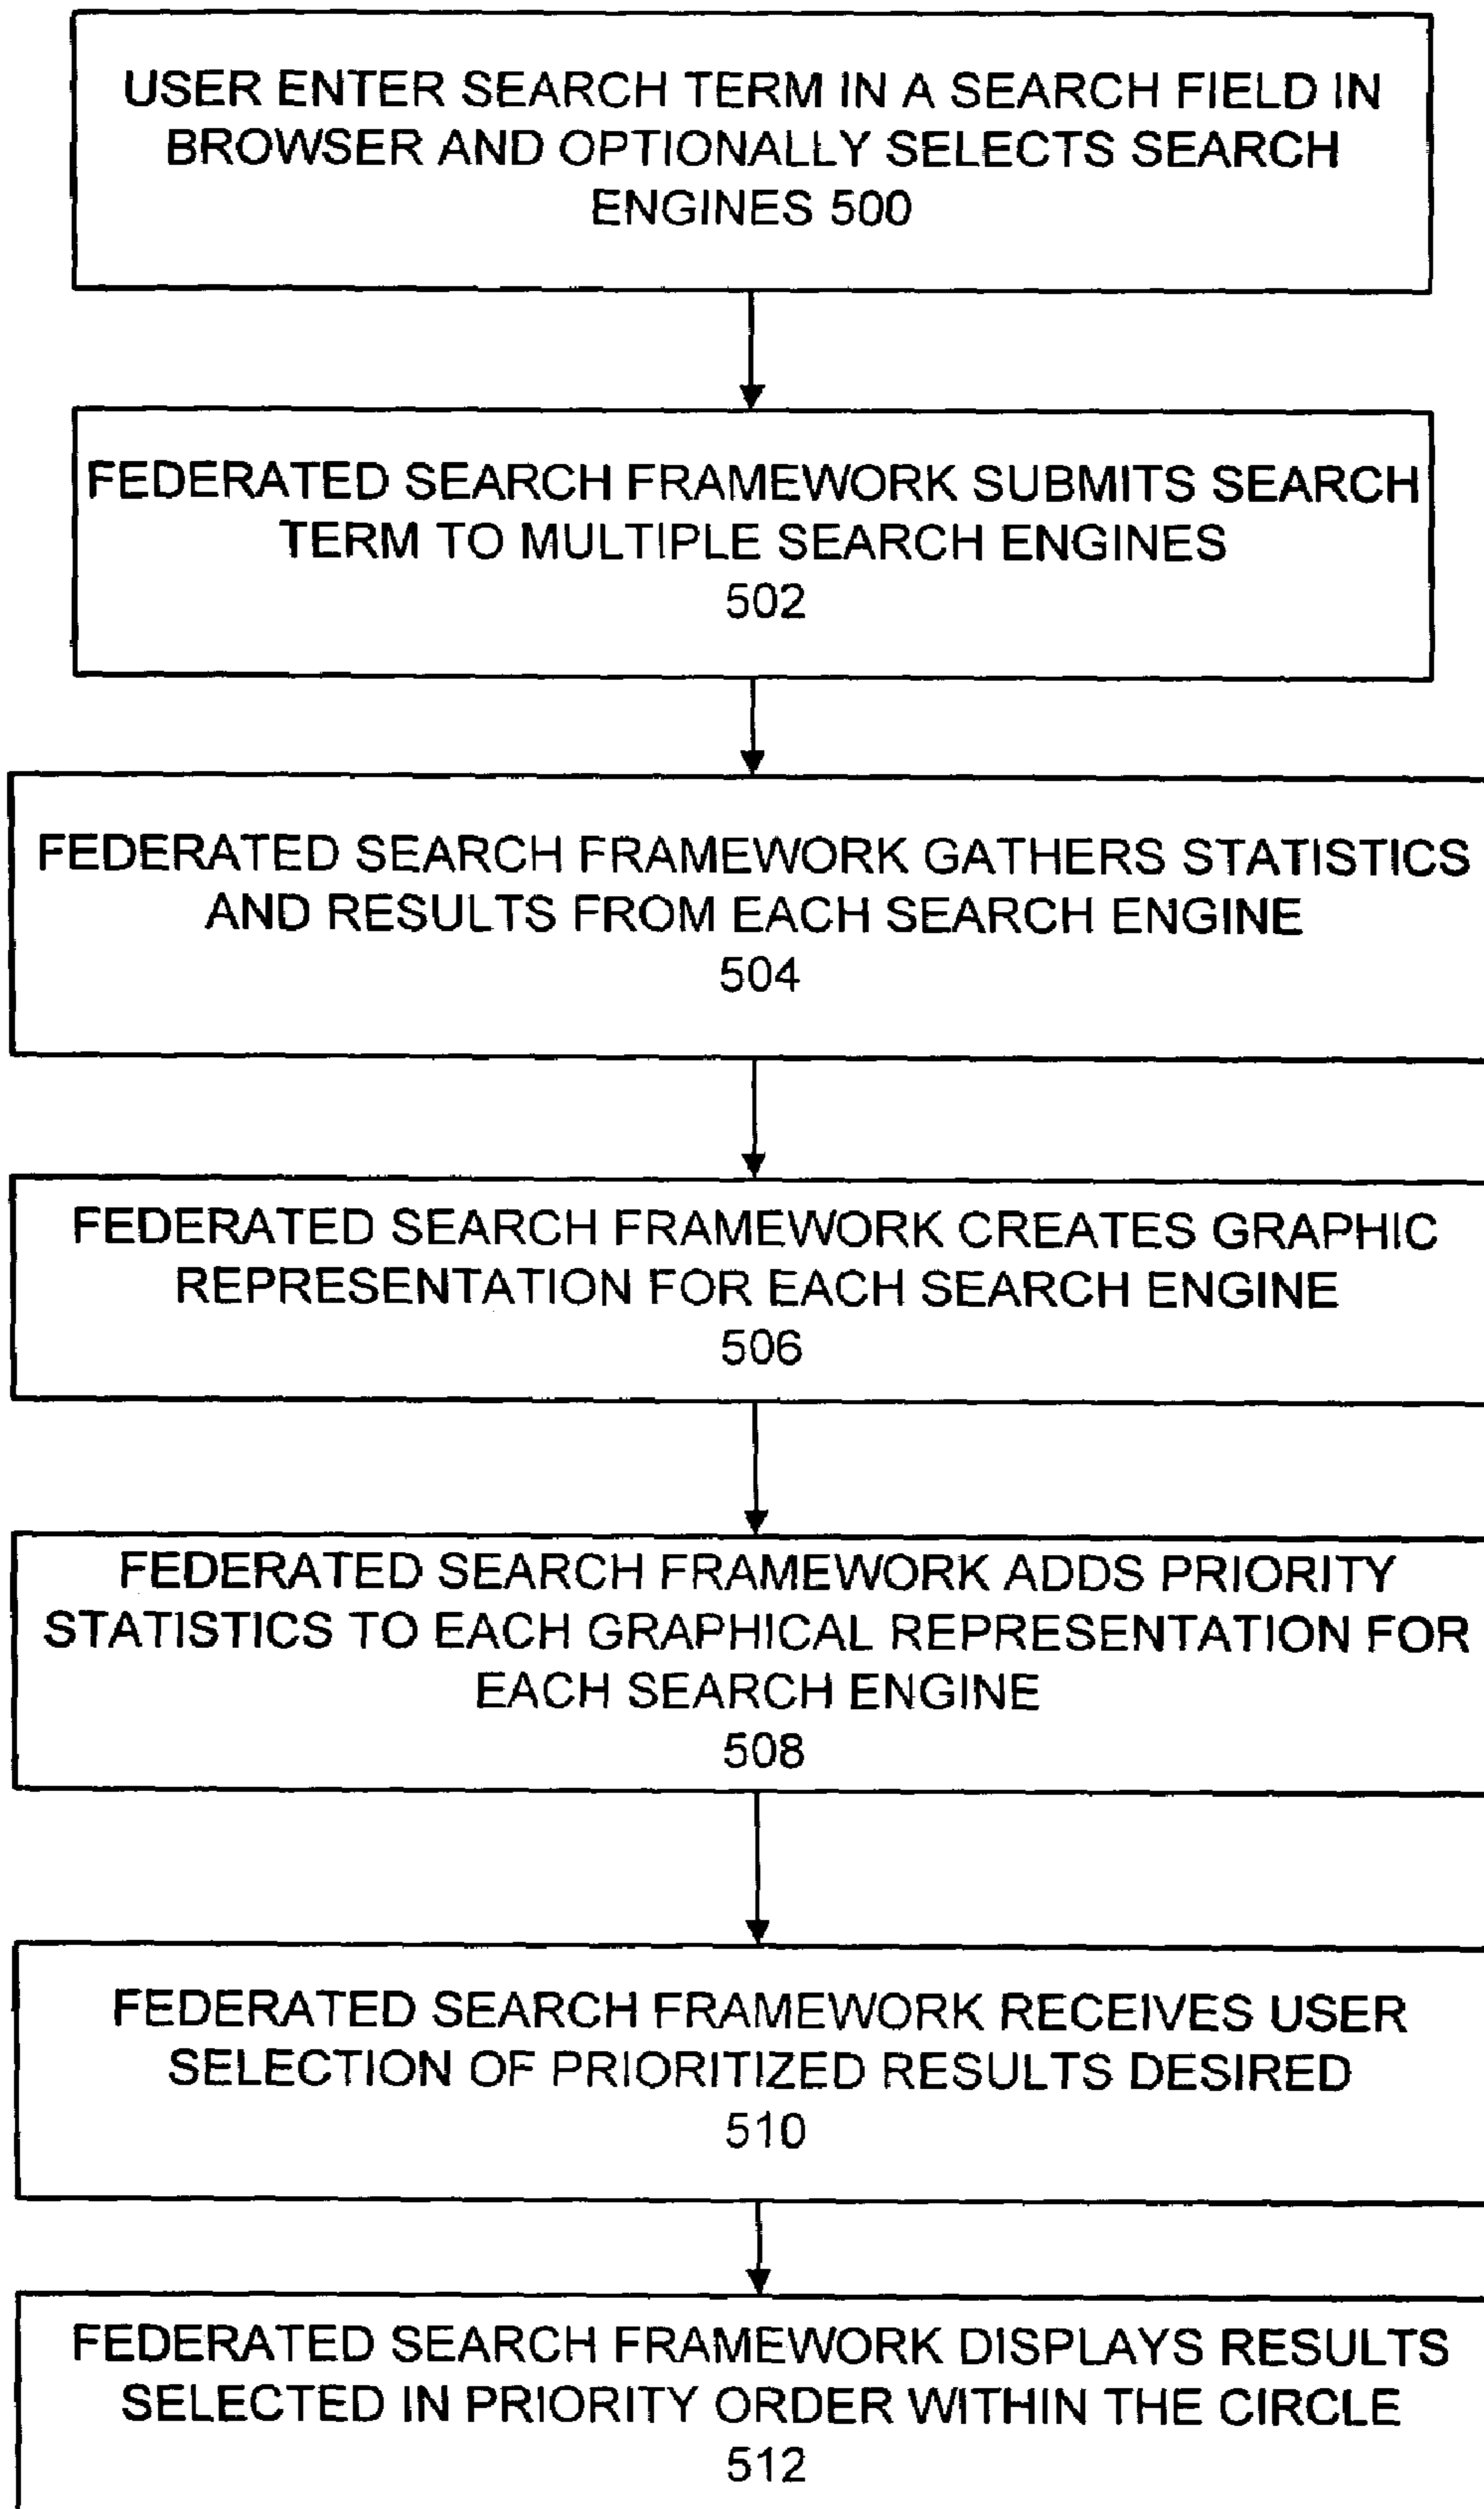 USER ENTER SEARCH TERM IN A SEARCH FIELD IN
BROWSER AND OPTIONALLY SELECTS SEARCH
ENGINES 500
FEDERATED SEARCH FRAMEWORK SUBMITS SEARCH
TERM TO MULTIPLE SEARCH ENGINES
502
FEDERATED SEARCH FRAMEWORK GATHERS STATISTICS
AND RESULTS FROM EACH SEARCH ENGINE
504
FEDERATED SEARCH FRAMEWORK CREATES GRAPHIC
REPRESENTATION FOR EACH SEARCH ENGINE
506
FEDERATED SEARCH FRAMEWORK ADDS PRIORITY
STATISTICS TO EACH GRAPHICAL REPRESENTATION FOR
EACH SEARCH ENGINE
508
FEDERATED SEARCH FRAMEWORK RECEIVES USER
SELECTION OF PRIORITIZED RESULTS DESIRED
510
FEDERATED SEARCH FRAMEWORK DISPLAYS RESULTS
SELECTED IN PRIORITY ORDER WITHIN THE CIRCLE
512